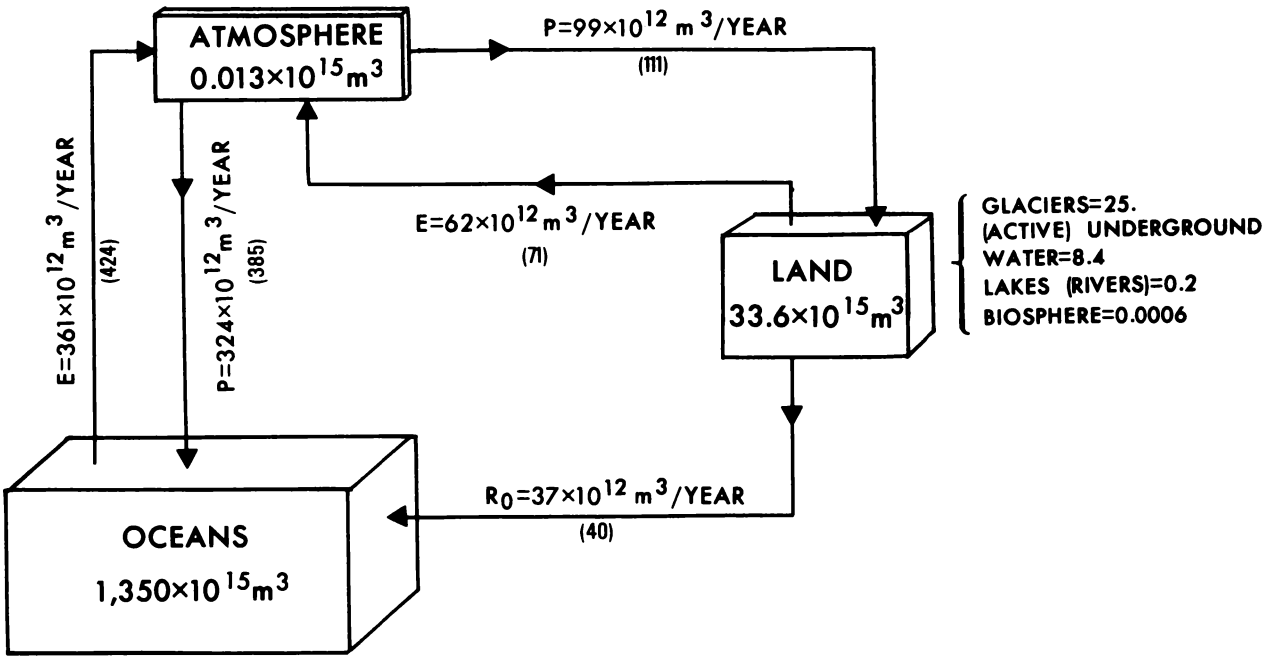 ATMOSPHERE
0.013×10¹⁵m³
P=99×10¹² m³/YEAR
(111)
E=361×10¹² m³/YEAR
(424)
P=324×10¹² m³/YEAR
(385)
E=62×10¹² m³/YEAR
(71)
LAND
33.6×10¹⁵m³
GLACIERS=25.
(ACTIVE) UNDERGROUND
WATER=8.4
LAKES (RIVERS)=0.2
BIOSPHERE=0.0006
R₀=37×10¹² m³/YEAR
(40)
OCEANS
1,350×10¹⁵m³